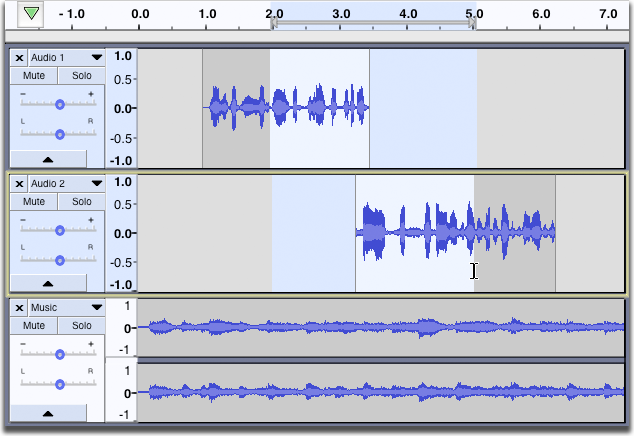 - 1.0 0.0 1.0 2.0 3.0 4.0 5.0 6.0 7.0
x Audio 1 1.0
Mute Solo 0.5
- + 0.0-
L R -0.5
-1.0
x Audio 2 1.0
Mute Solo 0.5
- + 0.0-
L R -0.5
-1.0
x Music 1
Mute Solo 0-
- + -1
L R 1
0-
-1